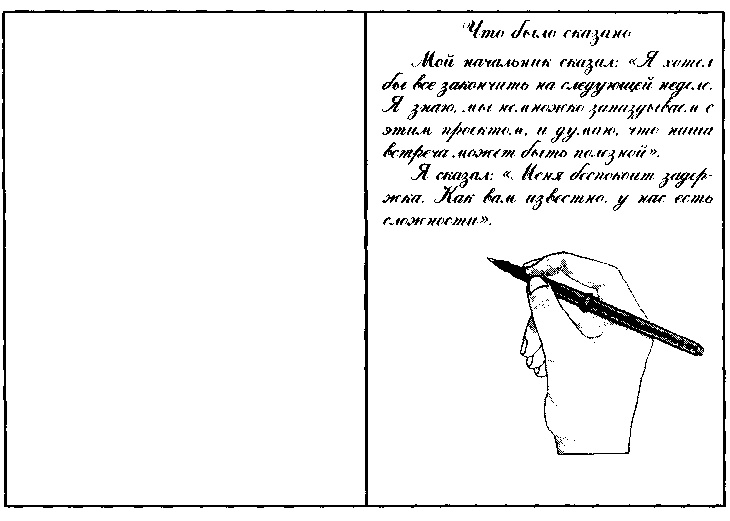 Что было сказано
Мой начальник сказал: «Я хотел
бы все закончить на следующей неделе.
Я знаю, мы немножко запаздываем с
этим проектом, и думаю, что наша
встреча может быть полезной».
Я сказал: «Меня беспокоит задер-
жка. Как вам известно, у нас есть
сложности».